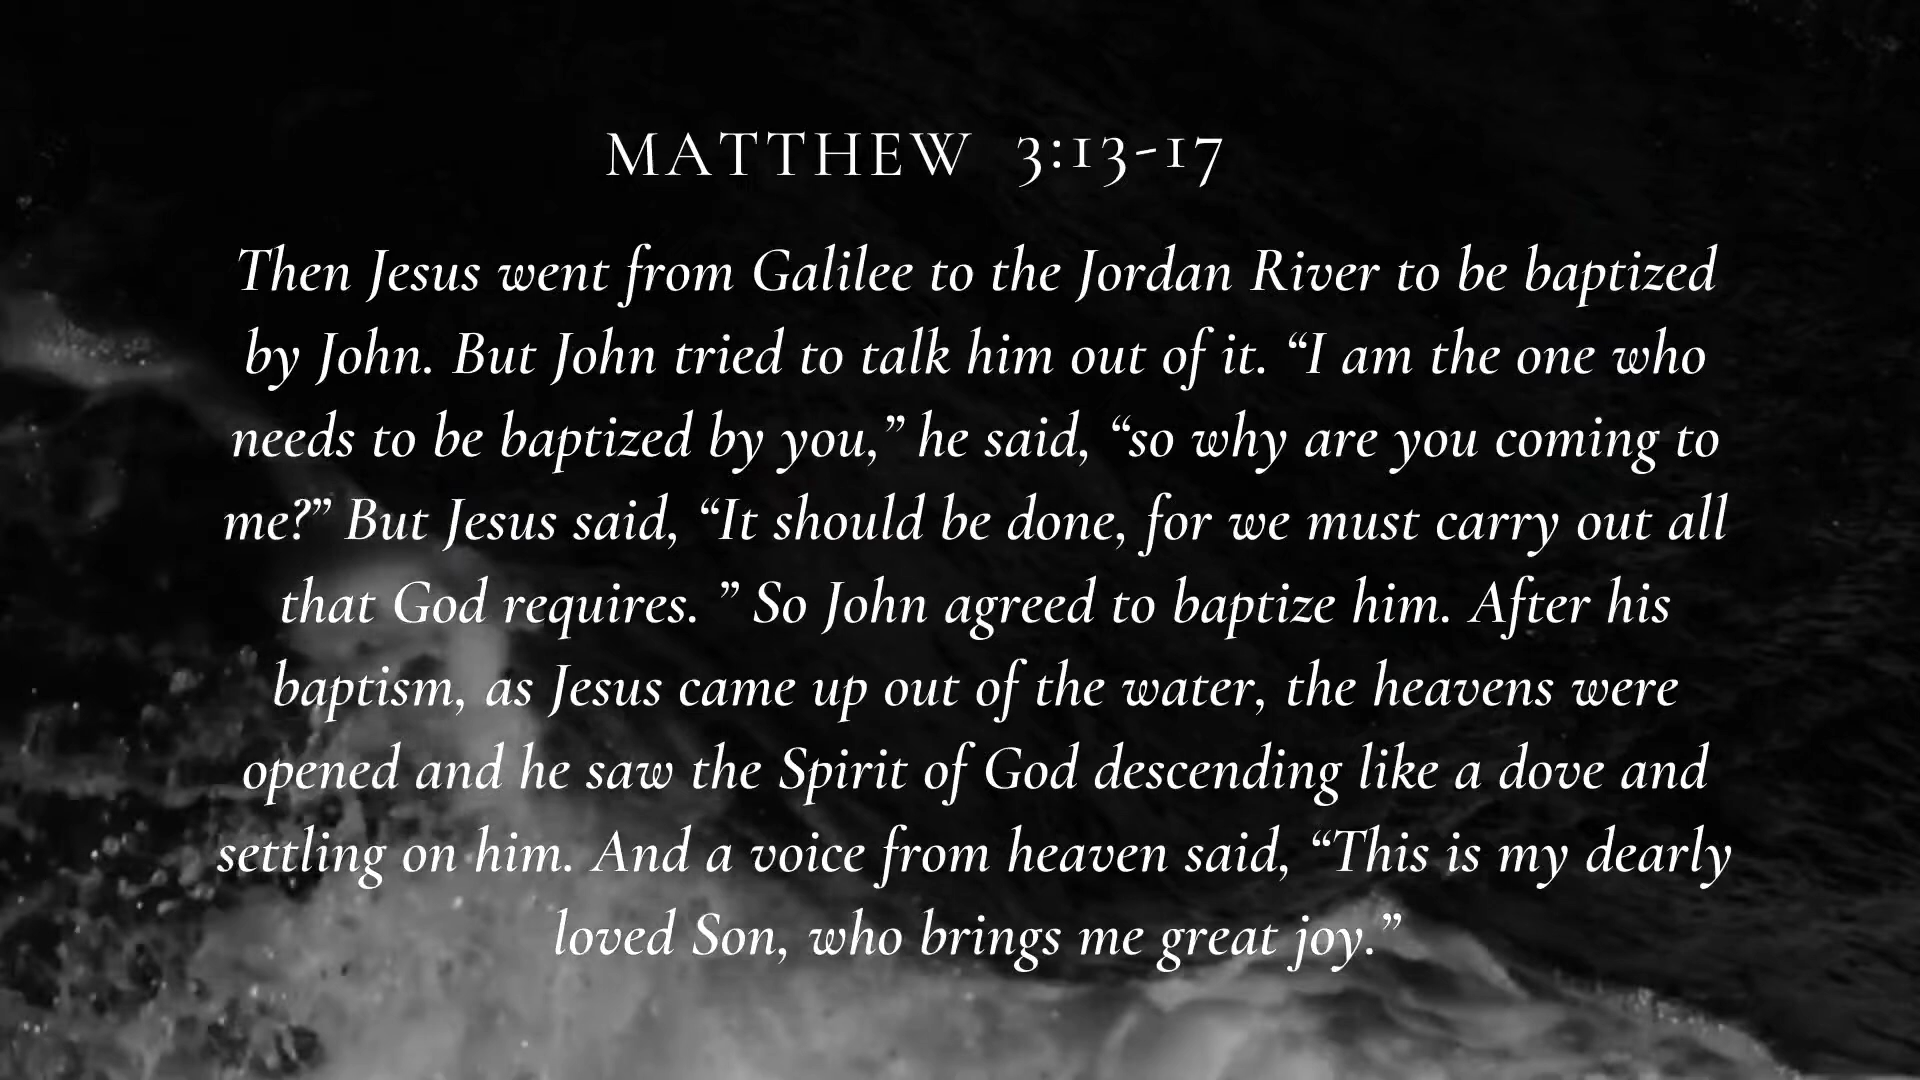 MATTHEW 3:13-17
Then Jesus went from Galilee to the Jordan River to be baptized
by John. But John tried to talk him out of it. “I am the one who
needs to be baptized by you,” he said, “so why are you coming to
me?” But Jesus said, “It should be done, for we must carry out all
that God requires. ” So John agreed to baptize him. After his
baptism, as Jesus came up out of the water, the heavens were
opened and he saw the Spirit of God descending like a dove and
settling on him. And a voice from heaven said, “This is my dearly
loved Son, who brings me great joy.”